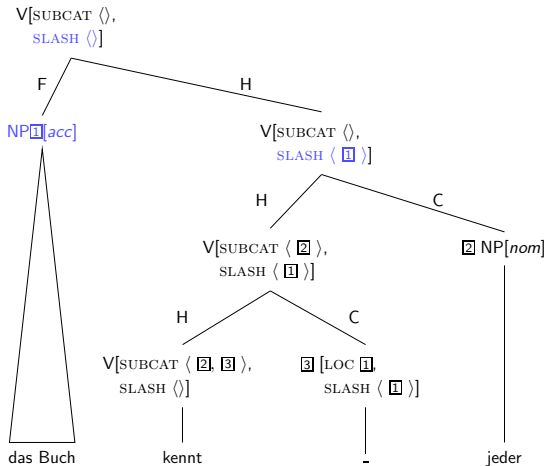 V[SUBCAT ⟨⟩,
SLASH ⟨⟩]
F H
NP1[acc] V[SUBCAT ⟨⟩,
SLASH ⟨ 1 ⟩]
H C
V[SUBCAT ⟨ 2 ⟩, 2 NP[nom]
SLASH ⟨ 1 ⟩]
H C
V[SUBCAT ⟨ 2, 3 ⟩, 3 [LOC 1,
SLASH ⟨⟩] SLASH ⟨ 1 ⟩]
das Buch kennt – jeder